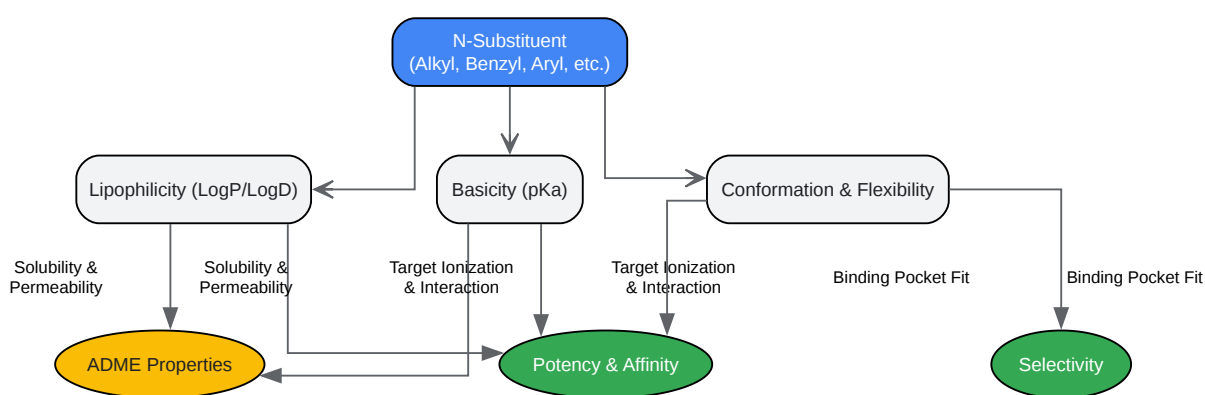 N-Substituent
(Alkyl, Benzyl, Aryl, etc.)
Lipophilicity (LogP/LogD)
Basicity (pKa)
Conformation & Flexibility
Solubility &
Permeability
Solubility &
Permeability
Target Ionization
& Interaction
Target Ionization
& Interaction
Binding Pocket Fit
Binding Pocket Fit
ADME Properties
Potency & Affinity
Selectivity